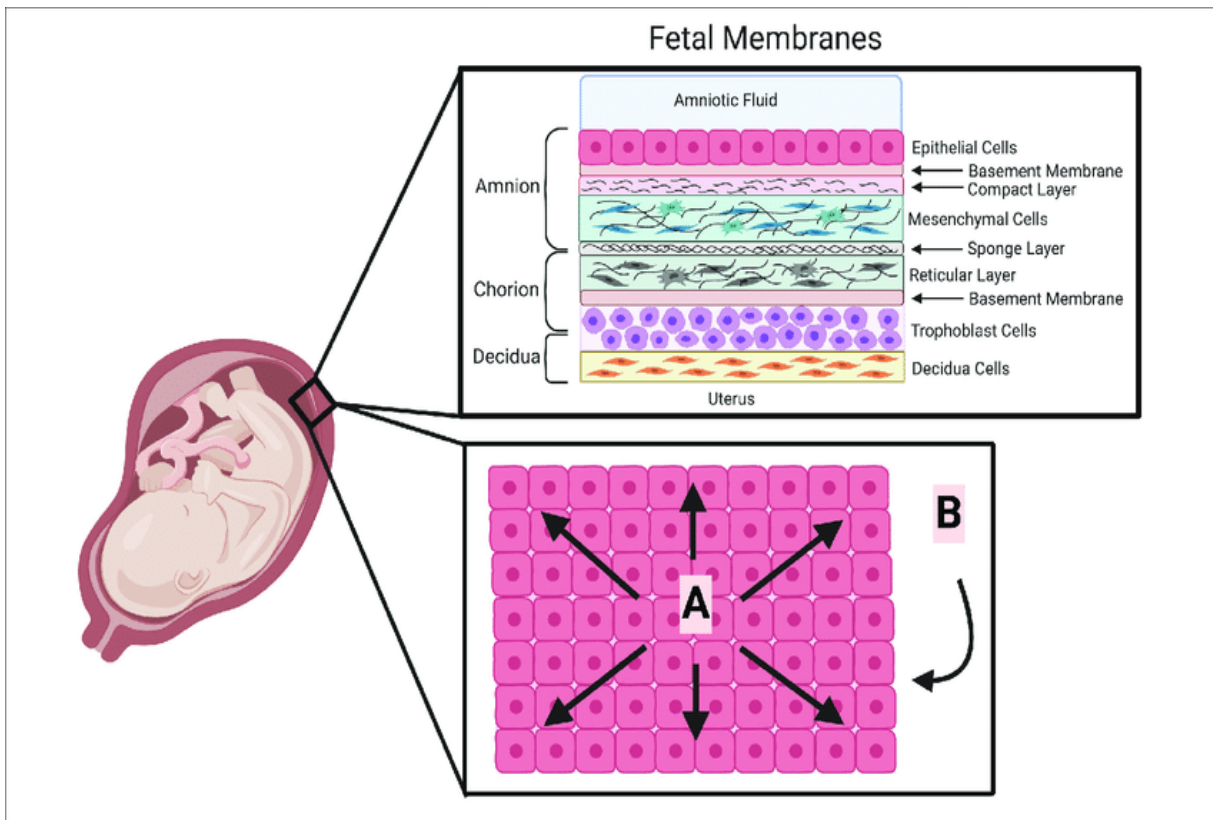 Fetal Membranes
Amniotic Fluid
Amnion
Epithelial Cells
Basement Membrane
Compact Layer
Mesenchymal Cells
Sponge Layer
Chorion
Reticular Layer
Basement Membrane
Trophoblast Cells
Decidua
Decidua Cells
Uterus
A
B